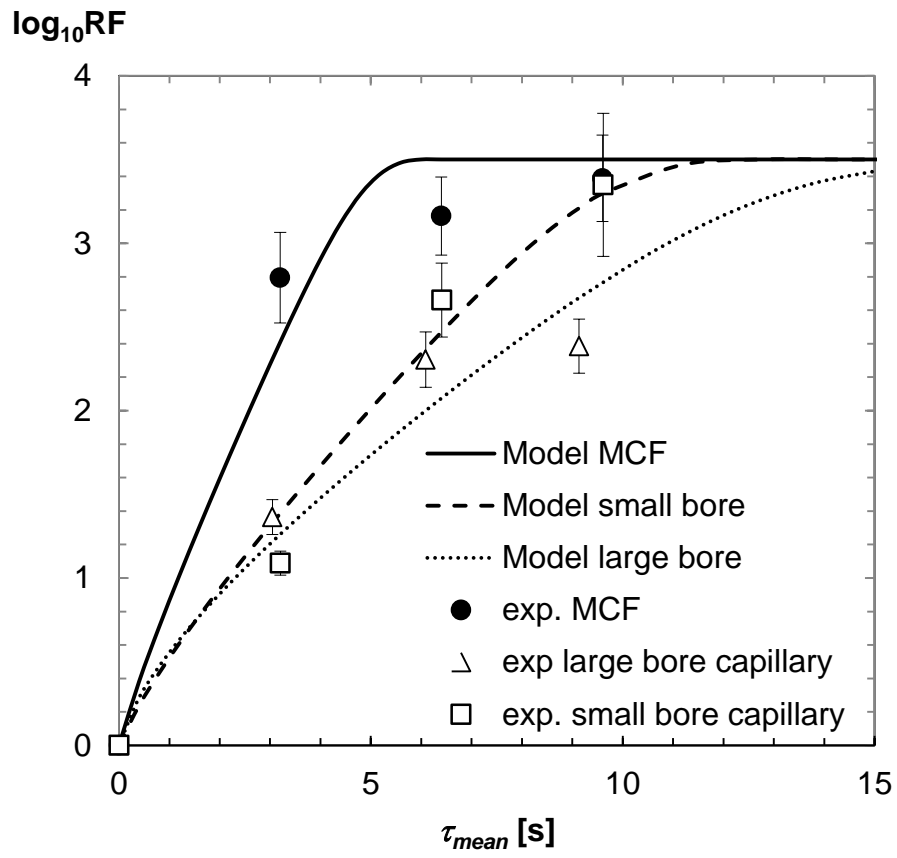 log₁₀RF
4
3
2
1
0
Model MCF
Model small bore
Model large bore
exp. MCF
exp large bore capillary
exp. small bore capillary
0 5 10 15
τmean [s]